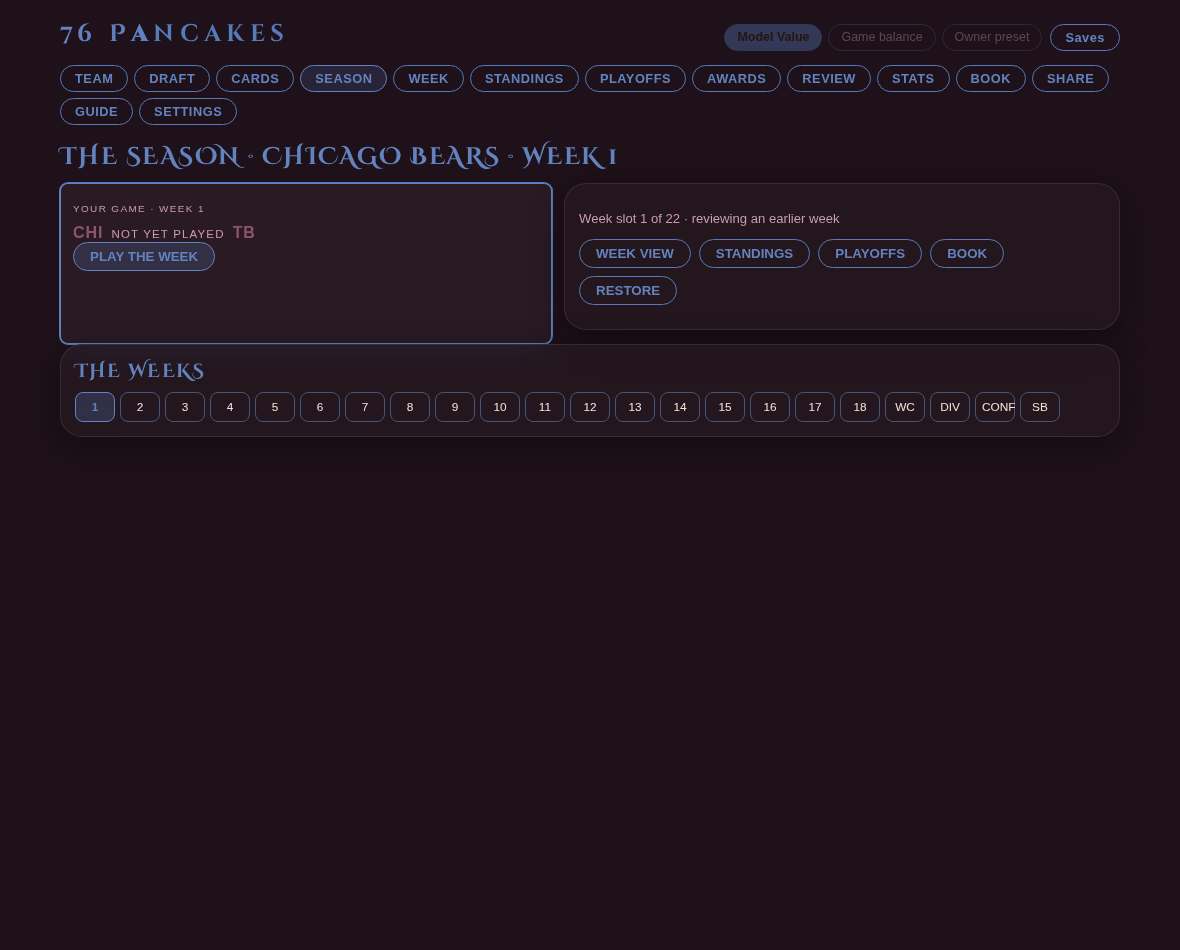 76 PANCAKES
Model Value Game balance Owner preset Saves
TEAM DRAFT CARDS SEASON WEEK STANDINGS PLAYOFFS AWARDS REVIEW STATS BOOK SHARE
GUIDE SETTINGS
THE SEASON · CHICAGO BEARS · WEEK 1
YOUR GAME · WEEK 1
CHI NOT YET PLAYED TB
PLAY THE WEEK
Week slot 1 of 22 · reviewing an earlier week
WEEK VIEW STANDINGS PLAYOFFS BOOK
RESTORE
THE WEEKS
1 2 3 4 5 6 7 8 9 10 11 12 13 14 15 16 17 18 WC DIV CONF SB